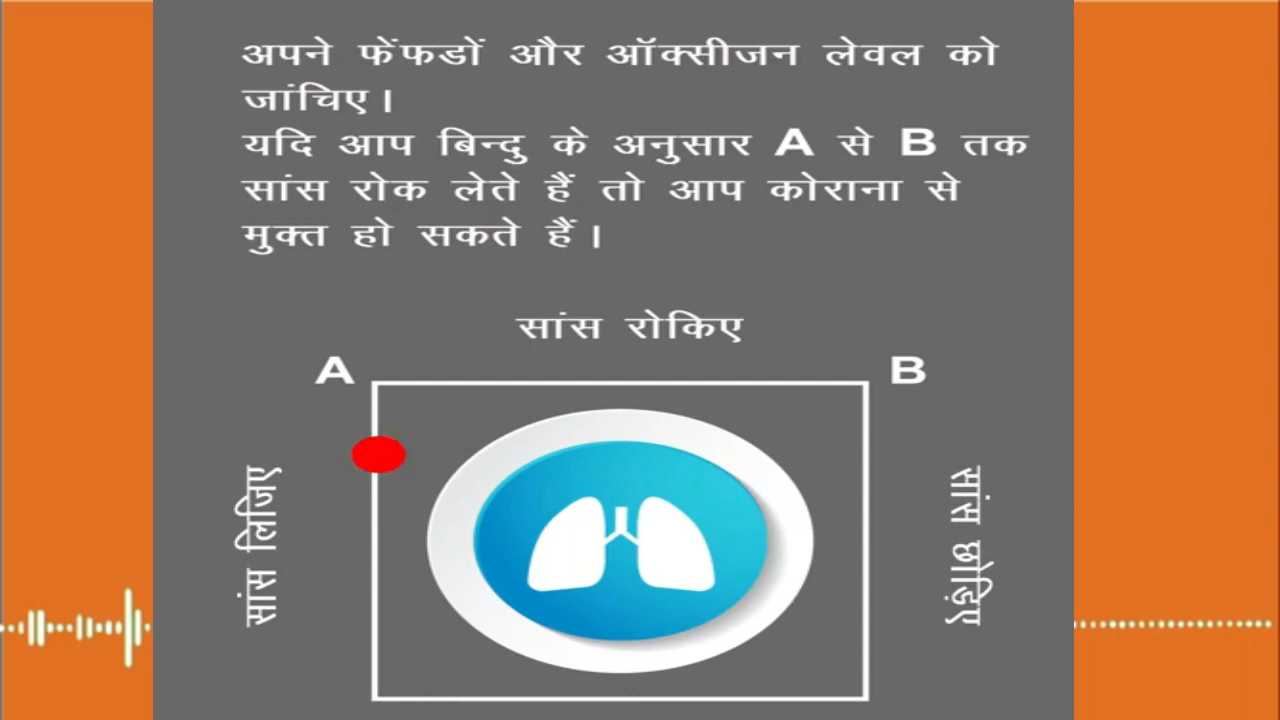 अपने फेंफडों और ऑक्सीजन लेवल को
जांचिए।
यदि आप बिन्दु के अनुसार A से B तक
सांस रोक लेते हैं तो आप कोराना से
मुक्त हो सकते हैं।
सांस रोकिए
A
B
सांस लिजिए
सांस छोड़िए